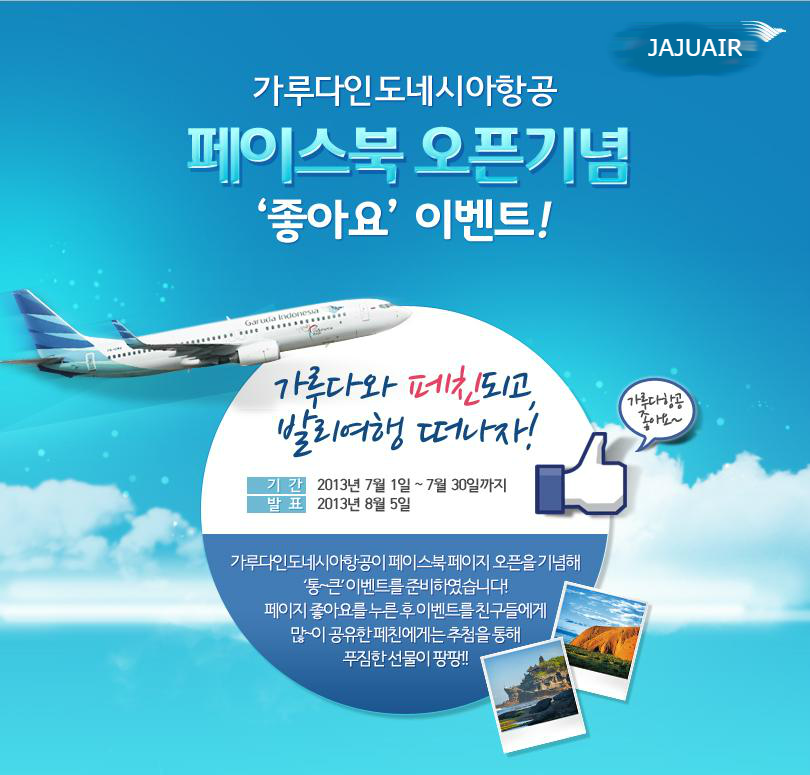 JAJUAIR
가루다인도네시아항공
페이스북 오픈기념
‘좋아요’ 이벤트!
Garuda Indonesia
가루다와 페친되고,
발리여행 떠나자!
가루다항공
좋아요~
기 간 2013년 7월 1일 ~ 7월 30일까지
발 표 2013년 8월 5일
가루다인도네시아항공이 페이스북 페이지 오픈을 기념해
‘통~큰’ 이벤트를 준비하였습니다!
페이지 좋아요를 누른 후 이벤트를 친구들에게
많~이 공유한 페친에게는 추첨을 통해
푸짐한 선물이 팡팡!!